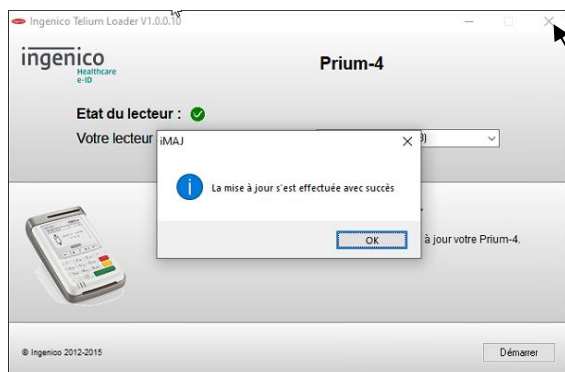 Ingenico Telium Loader V1.0.0.10
ingenico
Healthcare
e-ID
Prium-4
Etat du lecteur :
Votre lecteur
iMAJ
La mise à jour s'est effectuée avec succès
OK
à jour votre Prium-4.
© Ingenico 2012-2015
Démarrer